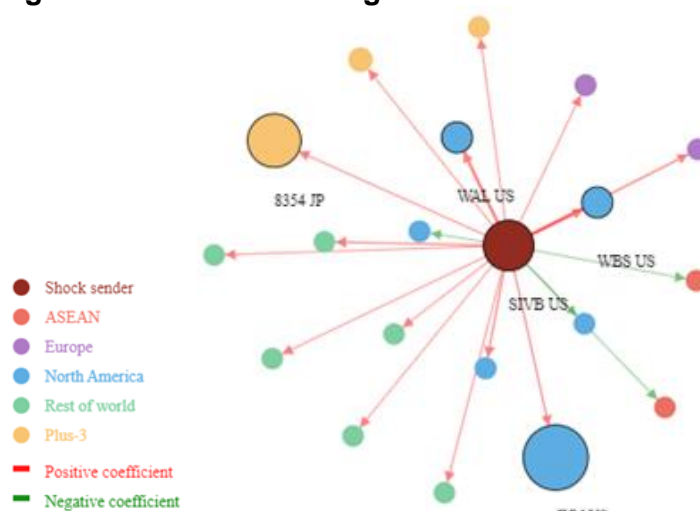 WAL US
8354 JP
WBS US
Shock sender
SIVB US
ASEAN
Europe
North America
Rest of world
Plus-3
Positive coefficient
Negative coefficient